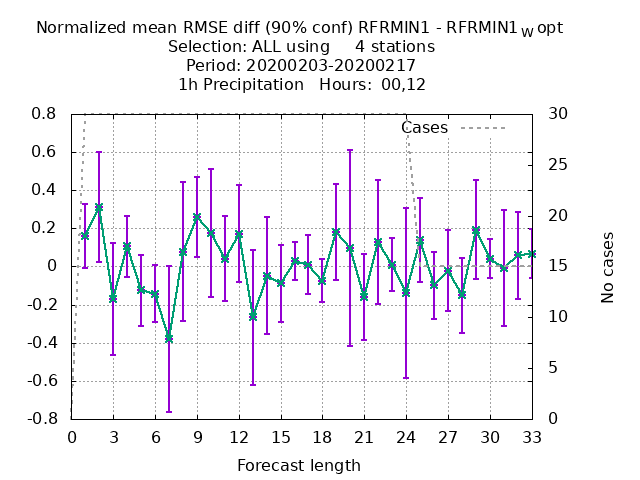 Normalized mean RMSE diff (90% conf) RFRMIN1 - RFRMIN1_W opt
Selection: ALL using     4 stations
Period: 20200203-20200217
1h Precipitation   Hours:  00,12
Cases
0.8
0.6
0.4
0.2
0
-0.2
-0.4
-0.6
-0.8
30
25
20
15
10
5
0
No cases
0 3 6 9 12 15 18 21 24 27 30 33
Forecast length